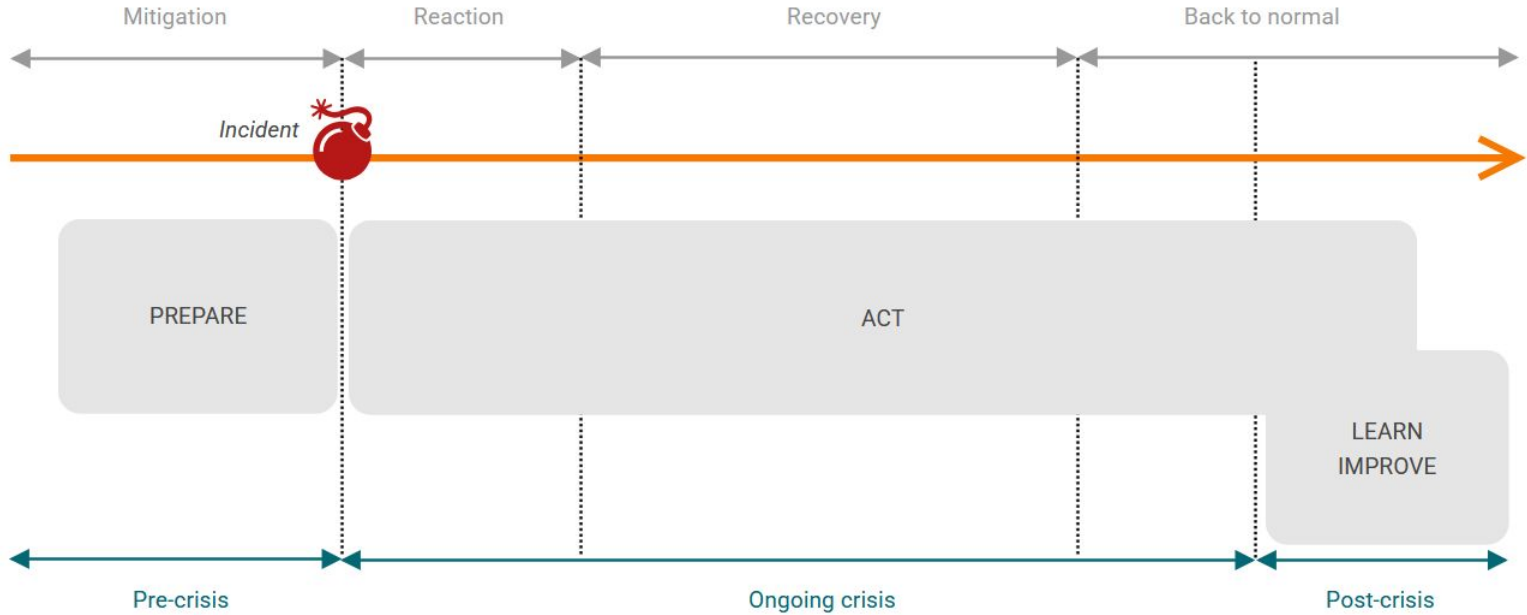 Mitigation
Reaction
Recovery
Back to normal
Incident
PREPARE
ACT
LEARN
IMPROVE
Pre-crisis
Ongoing crisis
Post-crisis